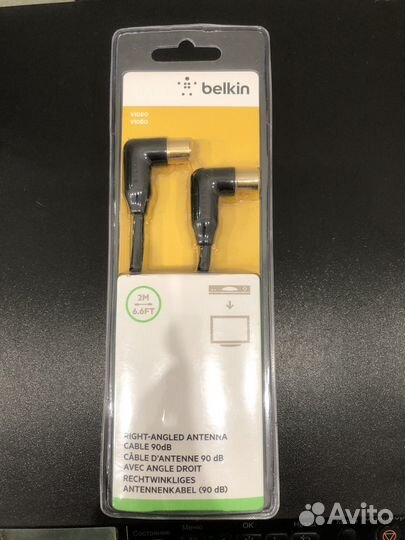 belkin
VIDEO
VIDÉO
2M
6.6FT
RIGHT-ANGLED ANTENNA
CABLE 90dB
CÂBLE D'ANTENNE 90 dB
AVEC ANGLE DROIT
RECHTWINKLIGES
ANTENNENKABEL (90 dB)
Состояние
Меню
OK
Avito